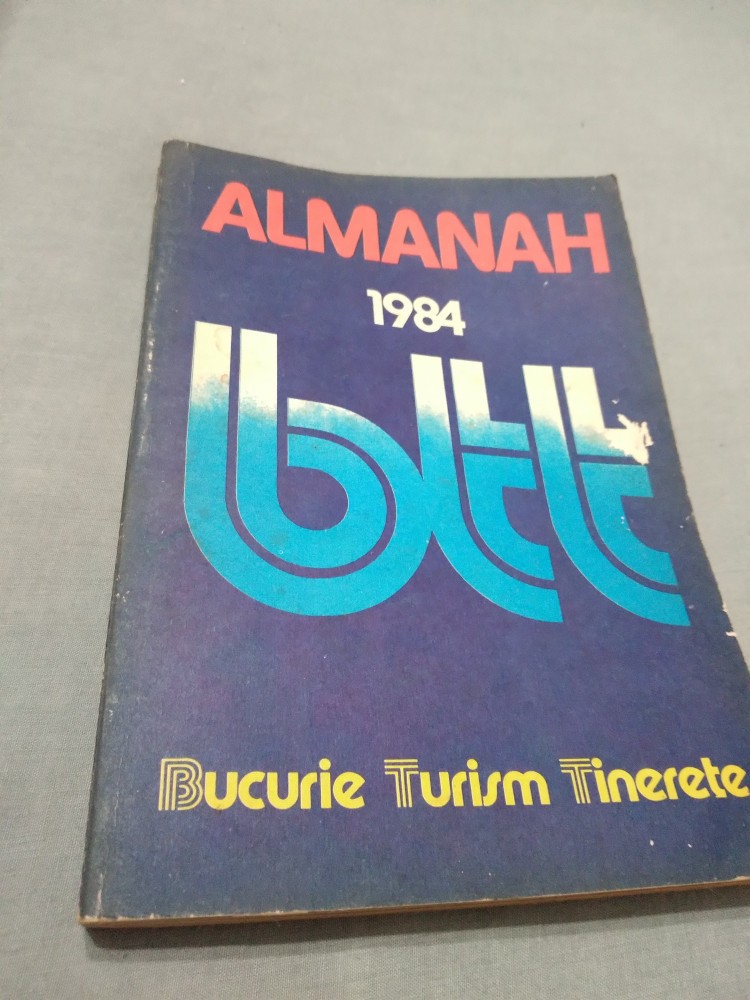 ALMANAH
1984
btt
Bucurie Turism Tinerete